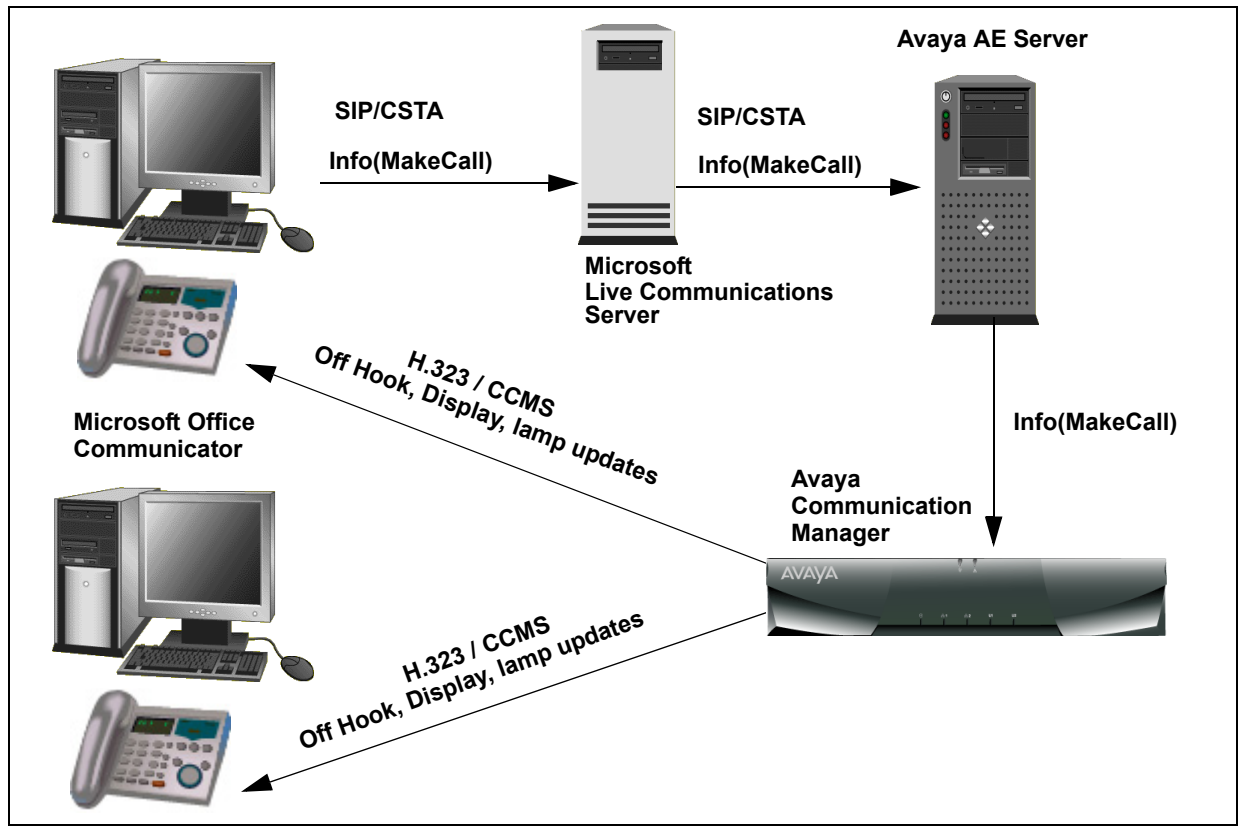 Avaya AE Server
SIP/CSTA
Info(MakeCall)
SIP/CSTA
Info(MakeCall)
Microsoft
Live Communications
Server
H.323 / CCMS
Off Hook, Display, lamp updates
Microsoft Office
Communicator
Info(MakeCall)
Avaya
Communication
Manager
AVAYA
H.323 / CCMS
Off Hook, Display, lamp updates